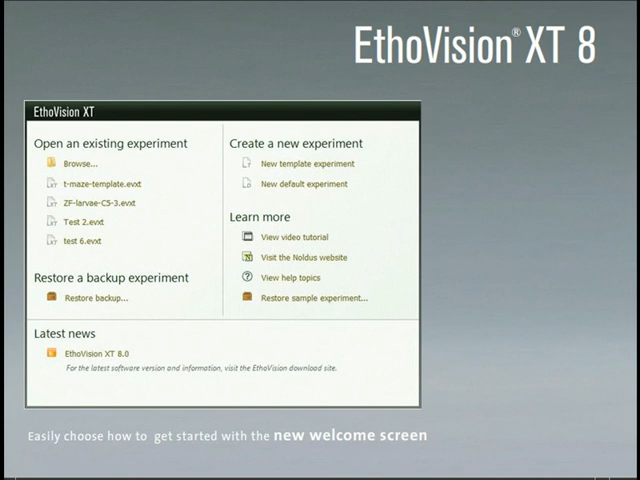 EthoVision® XT 8
EthoVision XT
Open an existing experiment
Browse...
t-maze-template.evxt
ZF-larvae-C5-3.evxt
Test 2.evxt
test 6.evxt
Restore a backup experiment
Restore backup...
Create a new experiment
New template experiment
New default experiment
Learn more
View video tutorial
Visit the Noldus website
View help topics
Restore sample experiment...
Latest news
EthoVision XT 8.0
For the latest software version and information, visit the EthoVision download site.
Easily choose how to get started with the new welcome screen